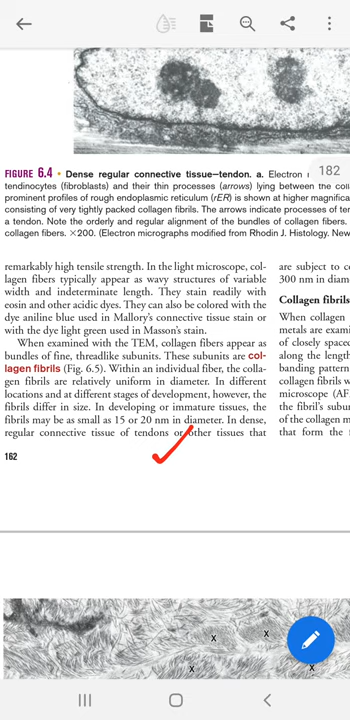 FIGURE 6.4 • Dense regular connective tissue—tendon. a. Electron
182
tendinocytes (fibroblasts) and their thin processes (arrows) lying between the
prominent profiles of rough endoplasmic reticulum (rER) is shown at higher
consisting of very tightly packed collagen fibrils. The arrows indicate processes of
a tendon. Note the orderly and regular alignment of the bundles of collagen fibers.
collagen fibers. ×200. (Electron micrographs modified from Rhodin J. Histology. New
remarkably high tensile strength. In the light microscope, col-
lagen fibers typically appear as wavy structures of variable
width and indeterminate length. They stain readily with
eosin and other acidic dyes. They can also be colored with the
dye aniline blue used in Mallory's connective tissue stain or
with the dye light green used in Masson's stain.
When examined with the TEM, collagen fibers appear as
bundles of fine, threadlike subunits. These subunits are col-
lagen fibrils (Fig. 6.5). Within an individual fiber, the colla-
gen fibrils are relatively uniform in diameter. In different
locations and at different stages of development, however, the
fibrils differ in size. In developing or immature tissues, the
fibrils may be as small as 15 or 20 nm in diameter. In dense,
regular connective tissue of tendons or other tissues that
162
are subject to
300 nm in
Collagen fibrils
When collagen
metals are
of closely
along the length
banding pattern
collagen fibrils
microscope (AF
the fibril's
of the collagen
that form the
X
X
X
X